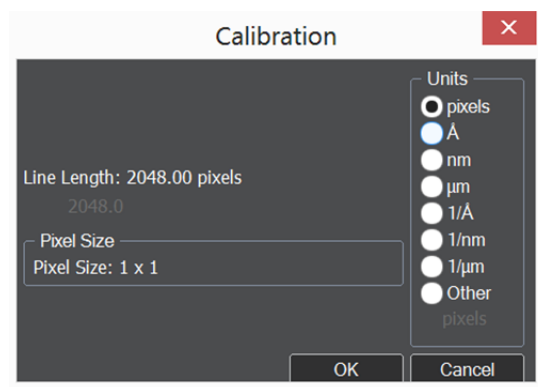 Calibration
Line Length: 2048.00 pixels
2048.0
Pixel Size
Pixel Size: 1 x 1
Units
pixels
Å
nm
µm
1/Å
1/nm
1/µm
Other
pixels
OK
Cancel